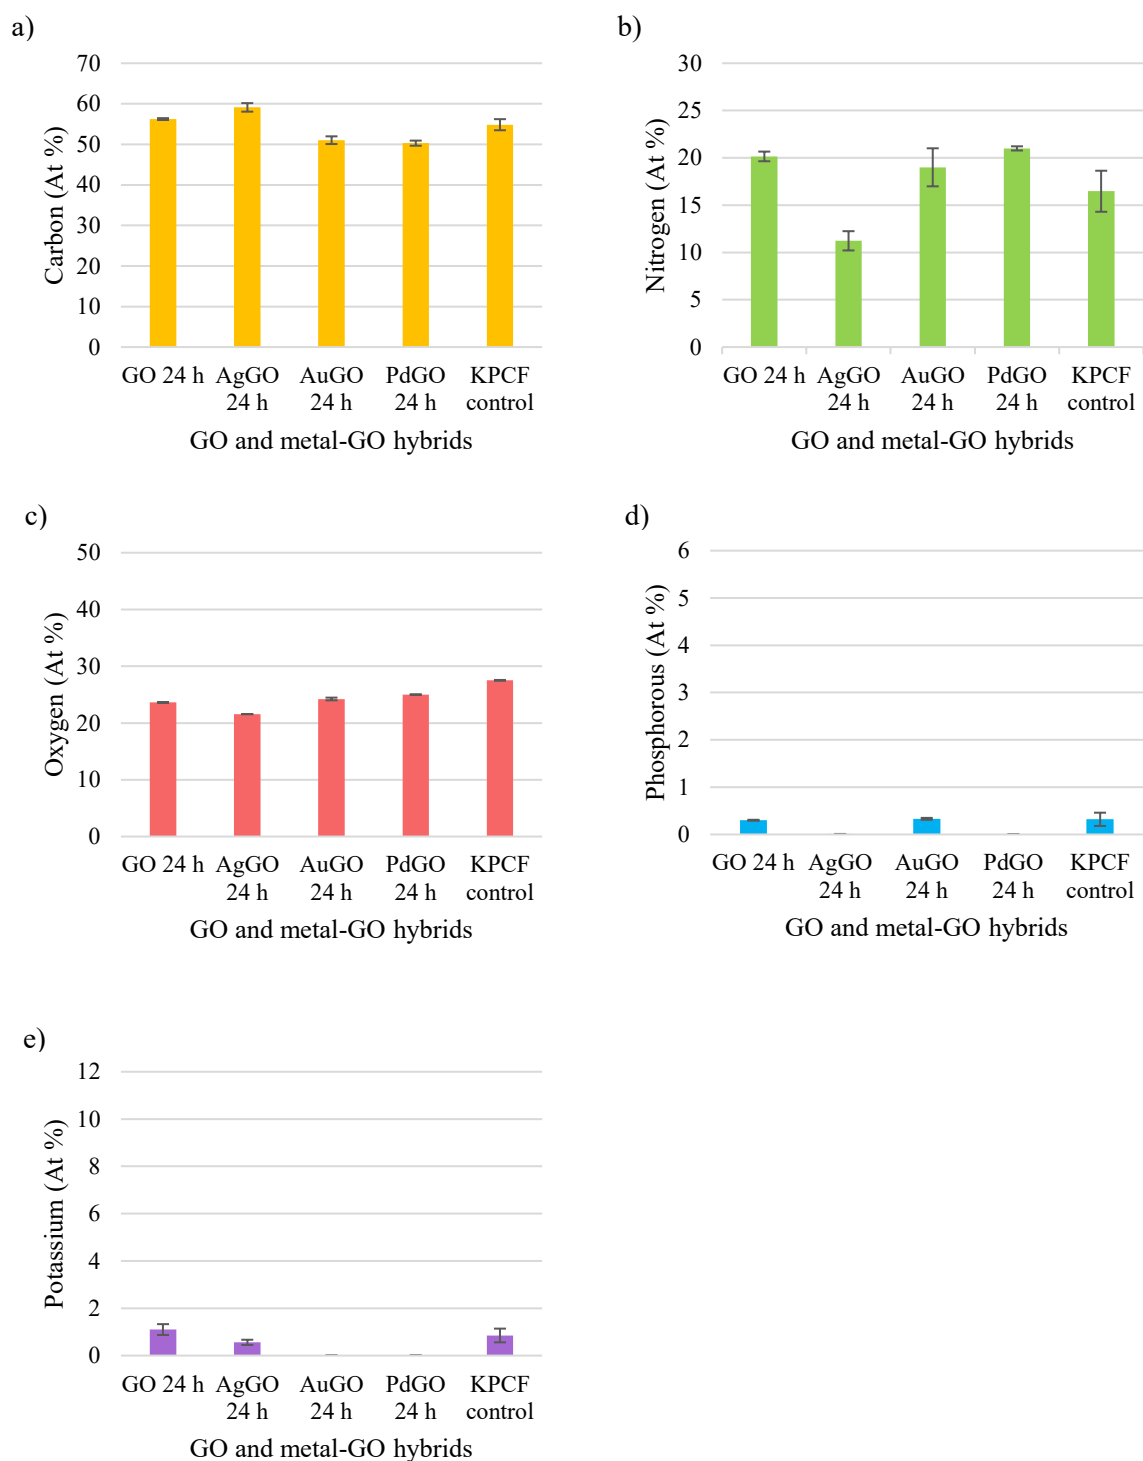 a)
70
60
50
40
30
20
10
0
Carbon (At %)
GO 24 h AgGO AuGO PdGO KPCF
24 h 24 h 24 h control
GO and metal-GO hybrids
b)
30
25
20
15
10
5
0
Nitrogen (At %)
GO 24 h AgGO AuGO PdGO KPCF
24 h 24 h 24 h control
GO and metal-GO hybrids
c)
50
40
30
20
10
0
Oxygen (At %)
GO 24 h AgGO AuGO PdGO KPCF
24 h 24 h 24 h control
GO and metal-GO hybrids
d)
6
5
4
3
2
1
0
Phosphorous (At %)
GO 24 h AgGO AuGO PdGO KPCF
24 h 24 h 24 h control
GO and metal-GO hybrids
e)
12
10
8
6
4
2
0
Potassium (At %)
GO 24 h AgGO AuGO PdGO KPCF
24 h 24 h 24 h control
GO and metal-GO hybrids